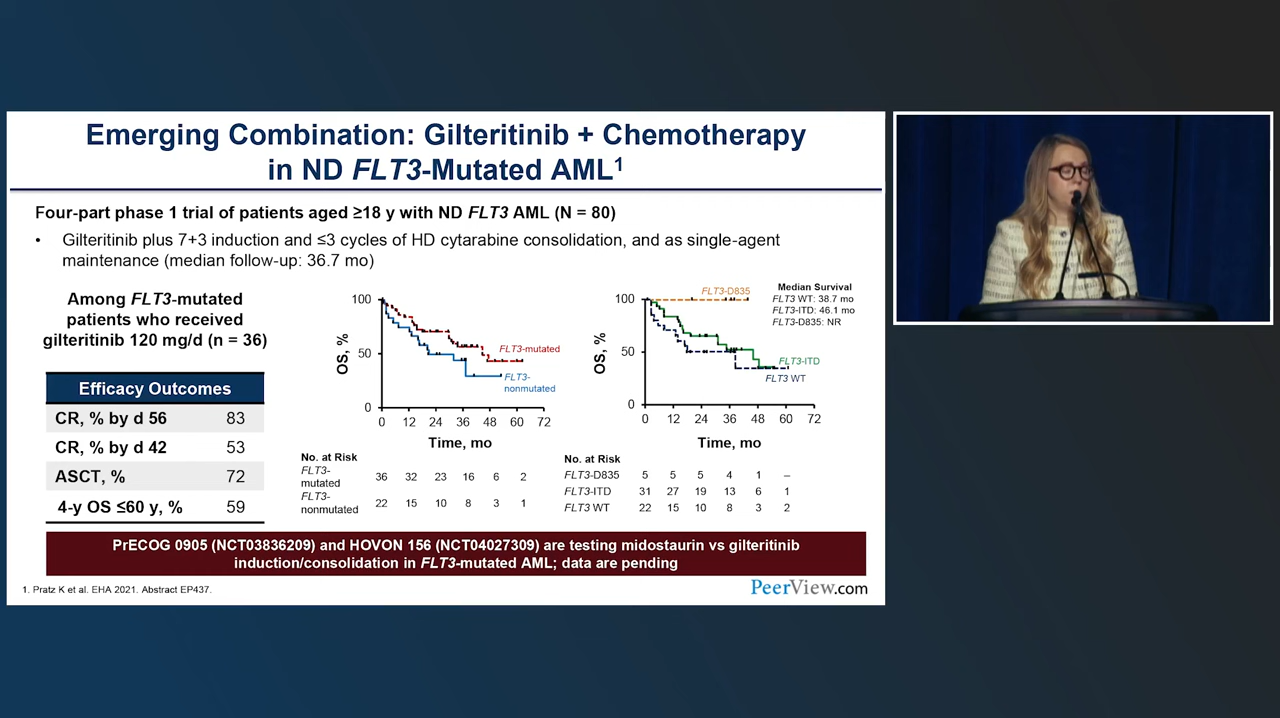 Emerging Combination: Gilteritinib + Chemotherapy
in ND FLT3-Mutated AML1
Four-part phase 1 trial of patients aged ≥18 y with ND FLT3 AML (N = 80)
• Gilteritinib plus 7+3 induction and ≤3 cycles of HD cytarabine consolidation, and as single-agent
maintenance (median follow-up: 36.7 mo)
Among FLT3-mutated
patients who received
gilteritinib 120 mg/d (n = 36)
Efficacy Outcomes
CR, % by d 56 83
CR, % by d 42 53
ASCT, % 72
4-y OS ≤60 y, % 59
OS, %
100
50
0
FLT3-mutated
FLT3-
nonmutated
0 12 24 36 48 60 72
Time, mo
No. at Risk
FLT3-
mutated
36 32 23 16 6 2
FLT3-
nonmutated
22 15 10 8 3 1
OS, %
100
50
0
FLT3-D835
Median Survival
FLT3 WT: 38.7 mo
FLT3-ITD: 46.1 mo
FLT3-D835: NR
FLT3-ITD
FLT3 WT
0 12 24 36 48 60 72
Time, mo
No. at Risk
FLT3-D835 5 5 5 4 1 –
FLT3-ITD 31 27 19 13 6 1
FLT3 WT 22 15 10 8 3 2
PrECOG 0905 (NCT03836209) and HOVON 156 (NCT04027309) are testing midostaurin vs gilteritinib
induction/consolidation in FLT3-mutated AML; data are pending
1. Pratz K et al. EHA 2021. Abstract EP437.
PeerView.com